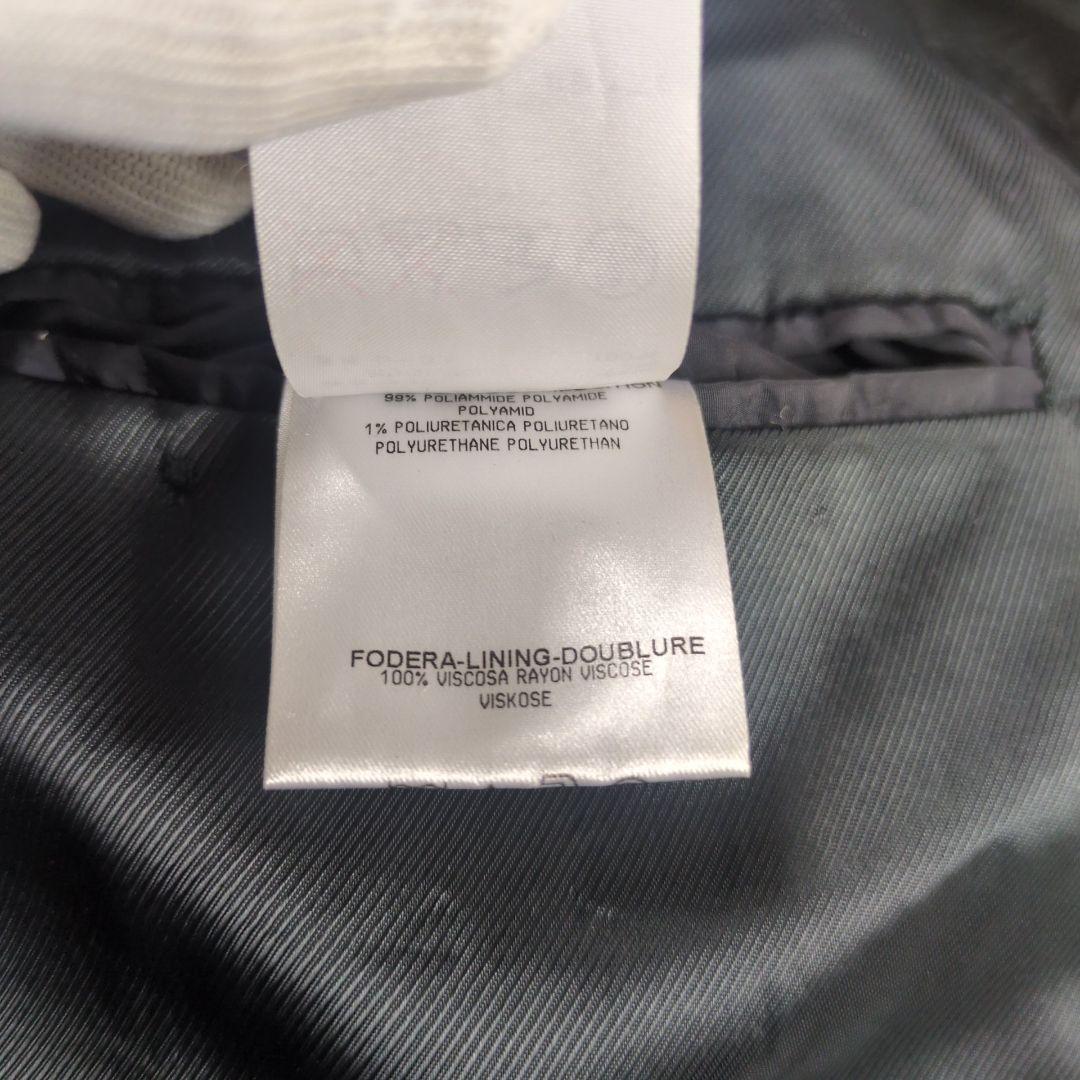 99% POLIAMMIDE POLYAMIDE
POLYAMID
1% POLIURETANICA POLIURETANO
POLYURETHANE POLYURETHAN
FODERA-LINING-DOUBLURE
100% VISCOSA RAYON VISCOSE
VISKOSE